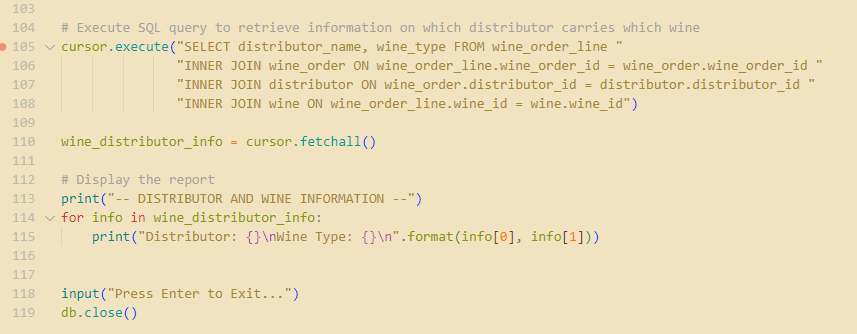 103
104 # Execute SQL query to retrieve information on which distributor carries which wine
105 cursor.execute("SELECT distributor_name, wine_type FROM wine_order_line "
106 "INNER JOIN wine_order ON wine_order_line.wine_order_id = wine_order.wine_order_id "
107 "INNER JOIN distributor ON wine_order.distributor_id = distributor.distributor_id "
108 "INNER JOIN wine ON wine_order_line.wine_id = wine.wine_id")
109
110 wine_distributor_info = cursor.fetchall()
111
112 # Display the report
113 print("-- DISTRIBUTOR AND WINE INFORMATION --")
114 for info in wine_distributor_info:
115 print("Distributor: {}\nWine Type: {}\n".format(info[0], info[1]))
116
117
118 input("Press Enter to Exit...")
119 db.close()